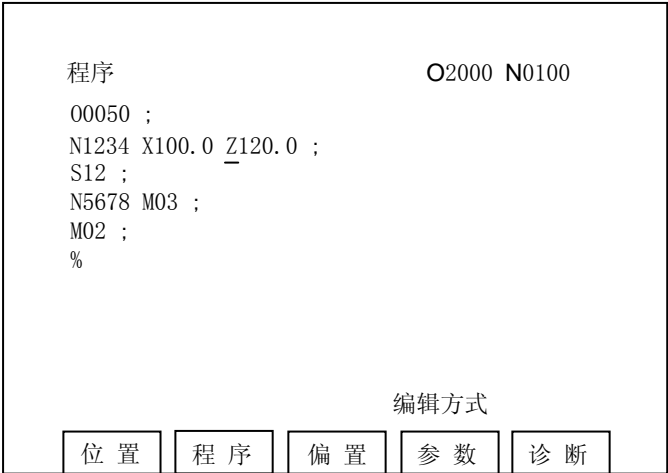 程序 O2000 N0100
O0050 ;
N1234 X100.0 Z120.0 ;
S12 ;
N5678 M03 ;
M02 ;
%
编辑方式
位 置 程 序 偏 置 参 数 诊 断